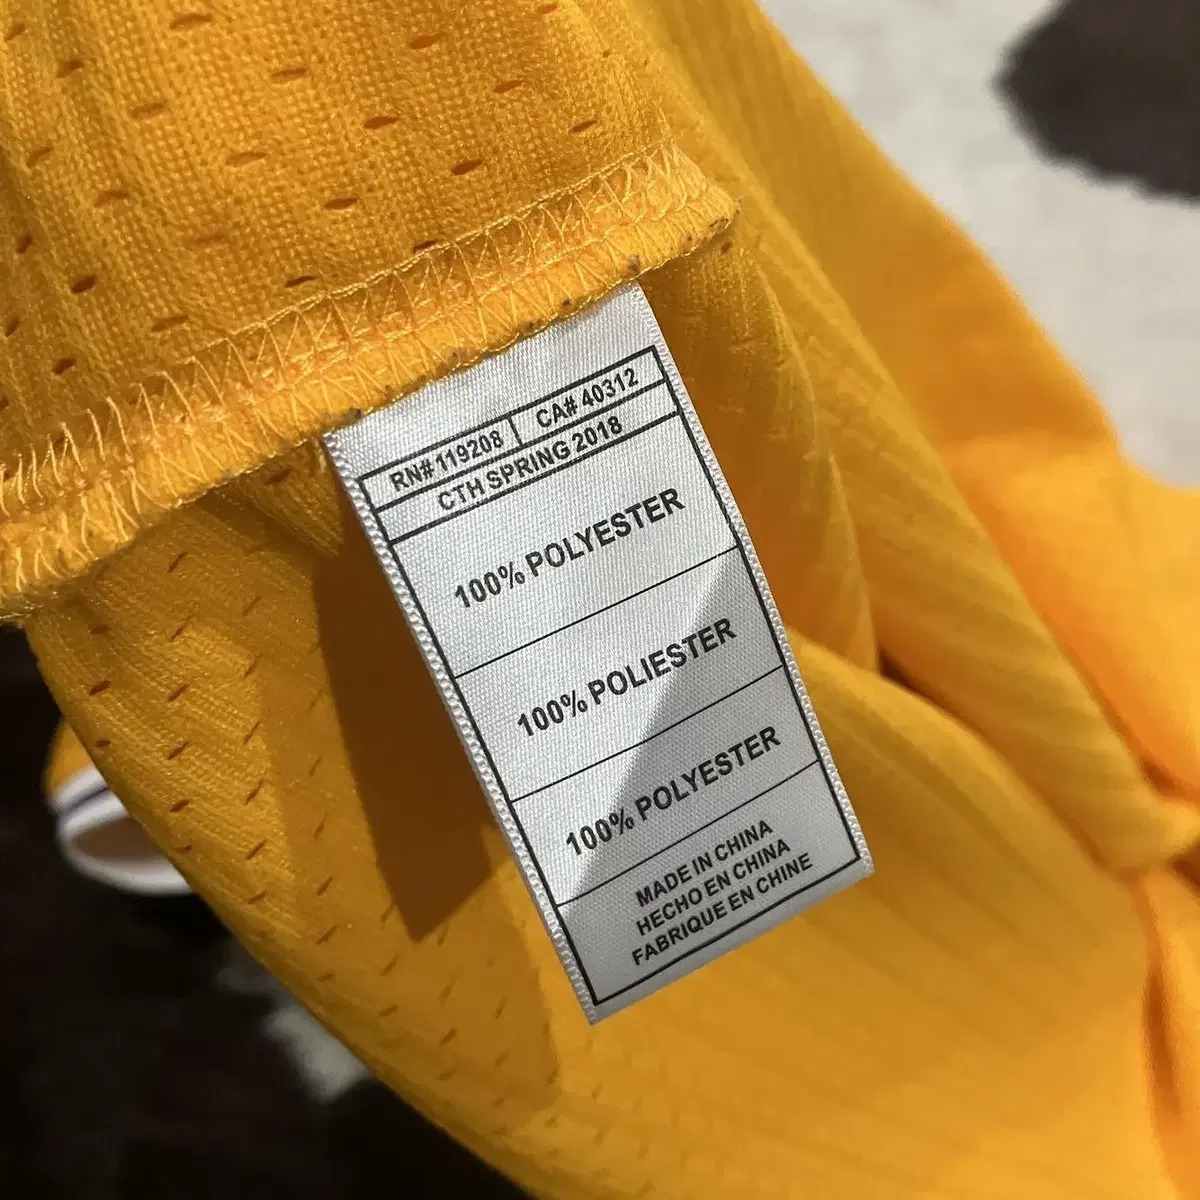 RN# 119208 CA# 40312
CTH SPRING 2018
100% POLYESTER
100% POLIESTER
100% POLYESTER
MADE IN CHINA
HECHO EN CHINA
FABRIQUE EN CHINE